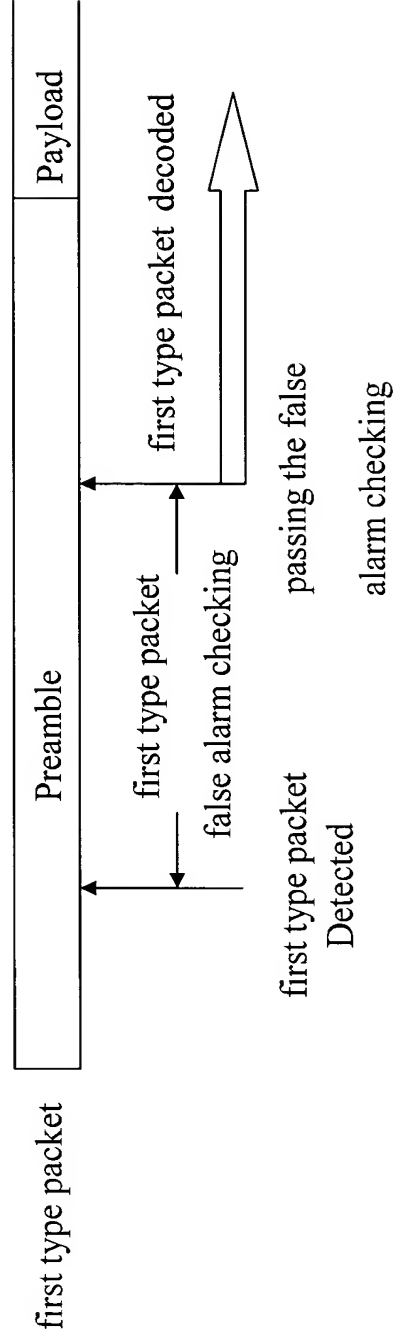 first type packet
Preamble
Payload
first type packet
false alarm checking
first type packet decoded
first type packet
Detected
passing the false
alarm checking